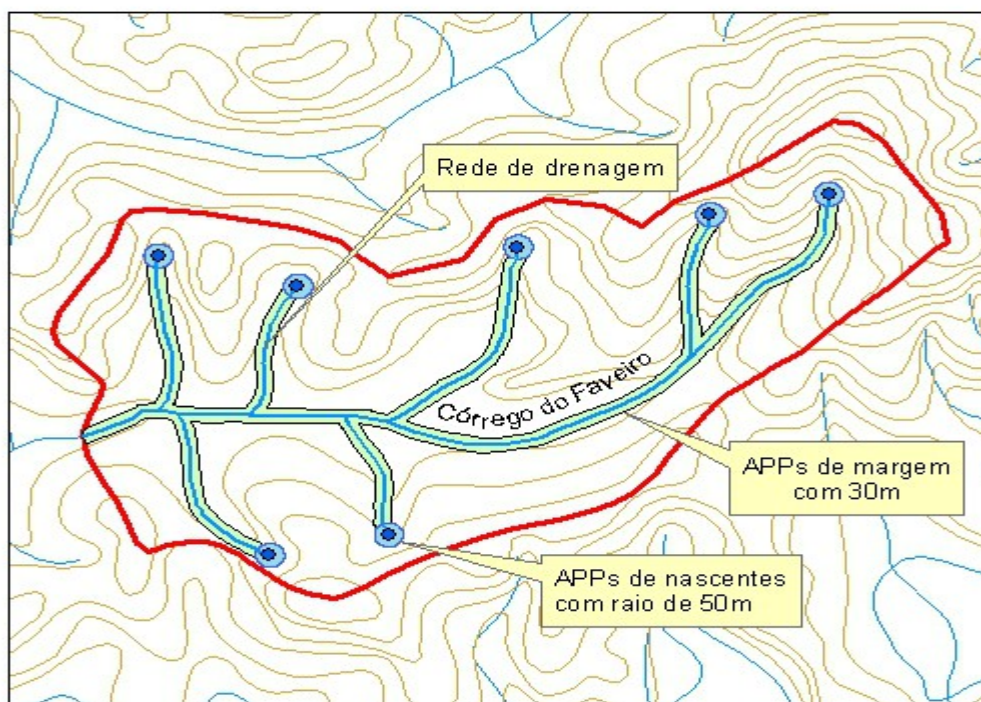 Rede de drenagem
Córrego do Faveiro
APPs de margem
com 30m
APPs de nascentes
com raio de 50m